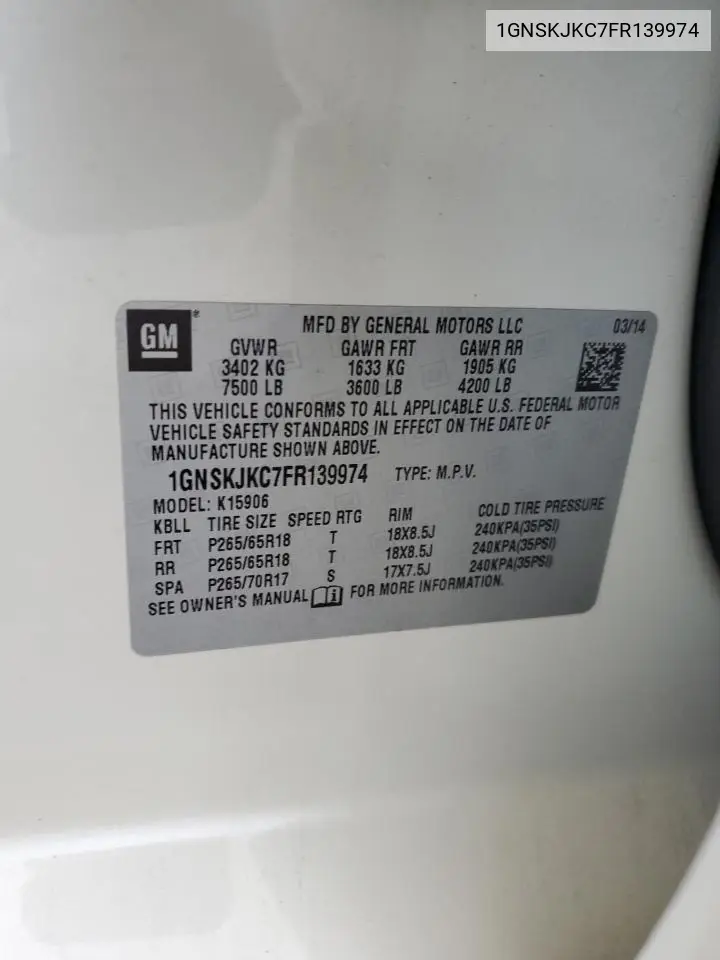 1GNSKJKC7FR139974
GM®
MFD BY GENERAL MOTORS LLC 03/14
GVWR GAWR FRT GAWR RR
3402 KG 1633 KG 1905 KG
7500 LB 3600 LB 4200 LB
THIS VEHICLE CONFORMS TO ALL APPLICABLE U.S. FEDERAL MOTOR
VEHICLE SAFETY STANDARDS IN EFFECT ON THE DATE OF
MANUFACTURE SHOWN ABOVE.
1GNSKJKC7FR139974 TYPE: M.P.V.
MODEL: K15906
KBLL TIRE SIZE SPEED RTG RIM COLD TIRE PRESSURE
FRT P265/65R18 T 18X8.5J 240KPA(35PSI)
RR P265/65R18 T 18X8.5J 240KPA(35PSI)
SPA P265/70R17 S 17X7.5J 240KPA(35PSI)
SEE OWNER'S MANUAL FOR MORE INFORMATION.